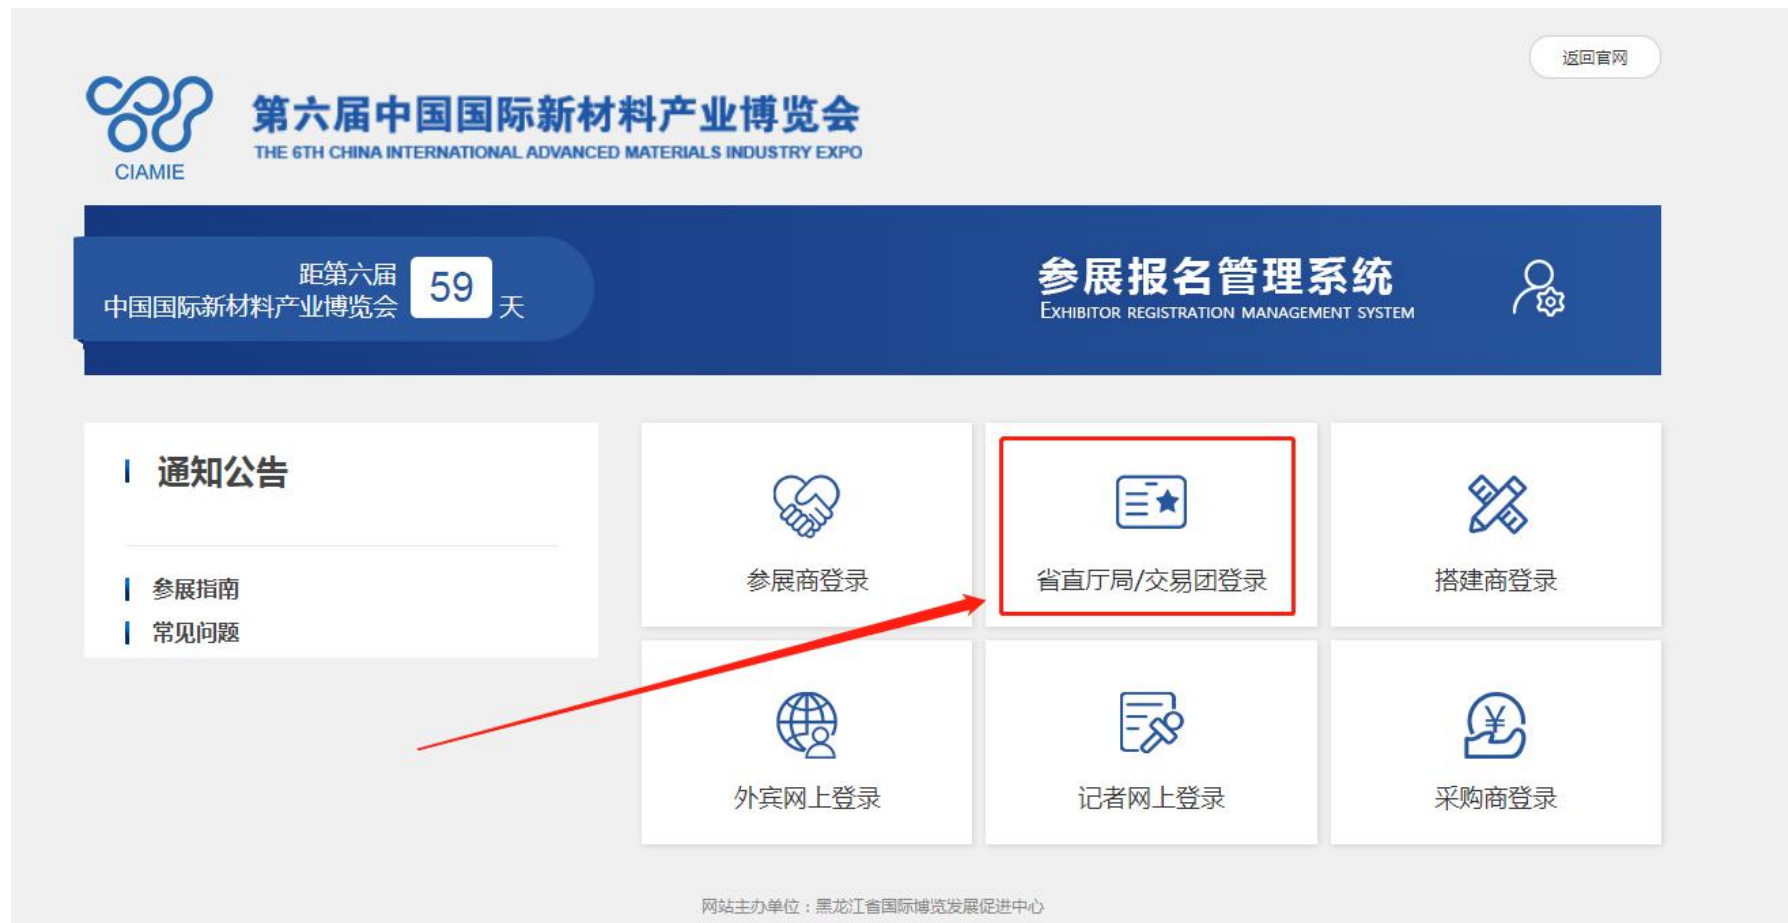 返回官网
第六届中国国际新材料产业博览会
THE 6TH CHINA INTERNATIONAL ADVANCED MATERIALS INDUSTRY EXPO
CIAMIE
距第六届
中国国际新材料产业博览会 59 天
参展报名管理系统
EXHIBITOR REGISTRATION MANAGEMENT SYSTEM
通知公告
参展指南
常见问题
参展商登录
省直厅局/交易团登录
搭建商登录
外宾网上登录
记者网上登录
采购商登录
网站主办单位：黑龙江省国际博览发展促进中心